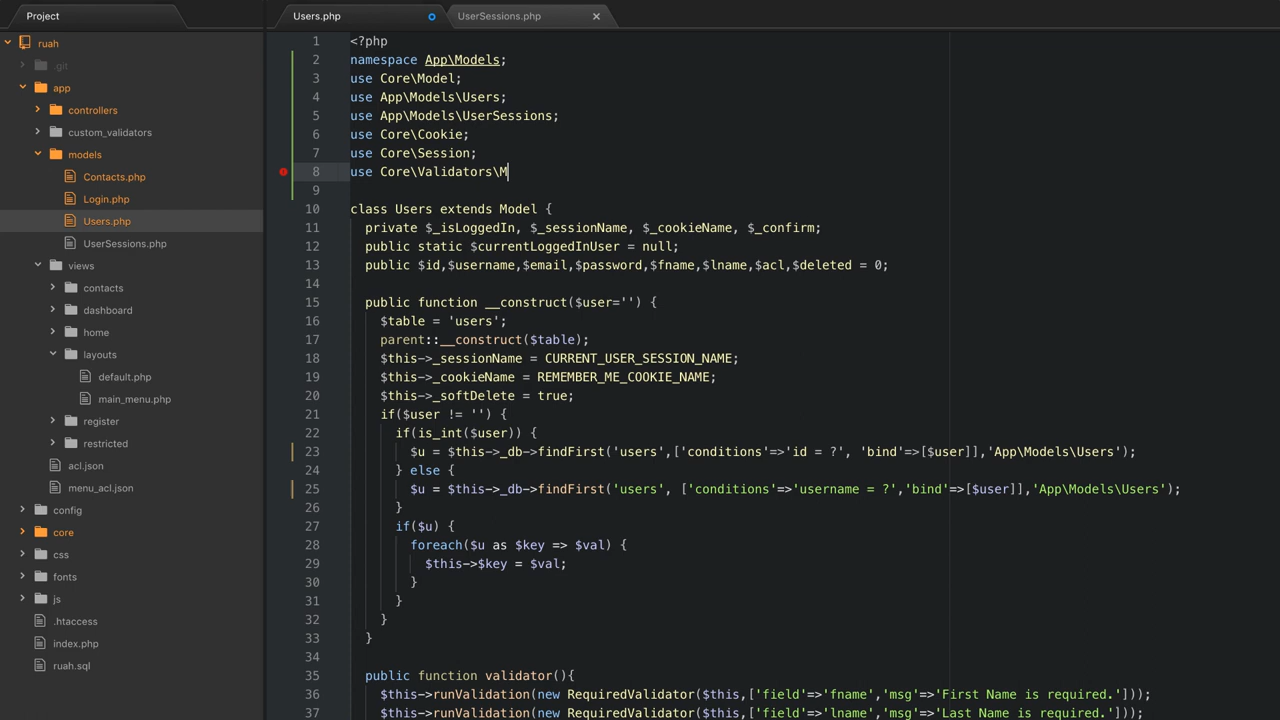 Project
Users.php
UserSessions.php
ruah
.git
app
controllers
custom_validators
models
Contacts.php
Login.php
Users.php
UserSessions.php
views
contacts
dashboard
home
layouts
default.php
main_menu.php
register
restricted
acl.json
menu_acl.json
config
core
css
fonts
js
.htaccess
index.php
ruah.sql
1 <?php
2 namespace App\Models;
3 use Core\Model;
4 use App\Models\Users;
5 use App\Models\UserSessions;
6 use Core\Cookie;
7 use Core\Session;
8 use Core\Validators\M
9
10 class Users extends Model {
11 private $_isLoggedIn, $_sessionName, $_cookieName, $_confirm;
12 public static $currentLoggedInUser = null;
13 public $id,$username,$email,$password,$fname,$lname,$acl,$deleted = 0;
14
15 public function __construct($user='') {
16 $table = 'users';
17 parent::__construct($table);
18 $this->_sessionName = CURRENT_USER_SESSION_NAME;
19 $this->_cookieName = REMEMBER_ME_COOKIE_NAME;
20 $this->_softDelete = true;
21 if($user != '') {
22 if(is_int($user)) {
23 $u = $this->_db->findFirst('users',['conditions'=>'id = ?', 'bind'=>[$user]],'App\Models\Users');
24 } else {
25 $u = $this->_db->findFirst('users', ['conditions'=>'username = ?','bind'=>[$user]],'App\Models\Users');
26 }
27 if($u) {
28 foreach($u as $key => $val) {
29 $this->$key = $val;
30 }
31 }
32 }
33 }
34
35 public function validator(){
36 $this->runValidation(new RequiredValidator($this,['field'=>'fname','msg'=>'First Name is required.']));
37 $this->runValidation(new RequiredValidator($this,['field'=>'lname','msg'=>'Last Name is required.']));